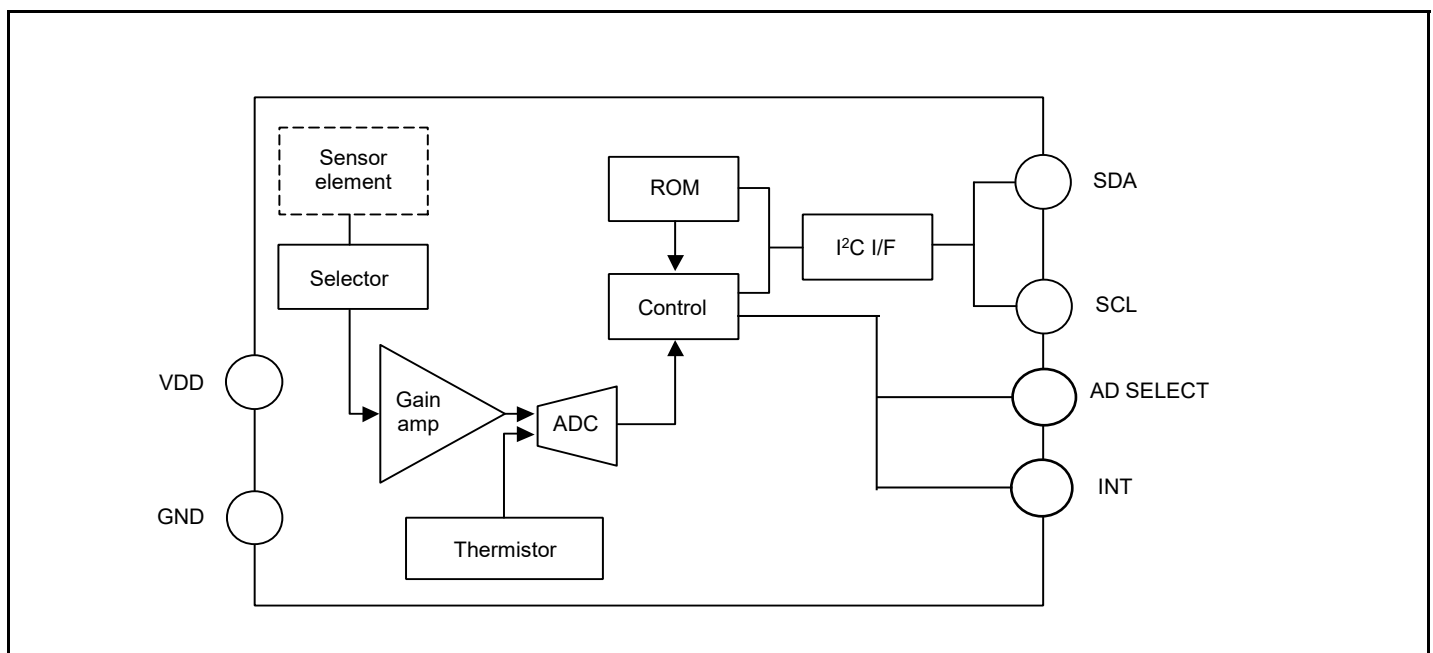 Sensor
element
Selector
ROM
I²C I/F
Control
SDA
SCL
VDD
Gain
amp
ADC
AD SELECT
GND
INT
Thermistor